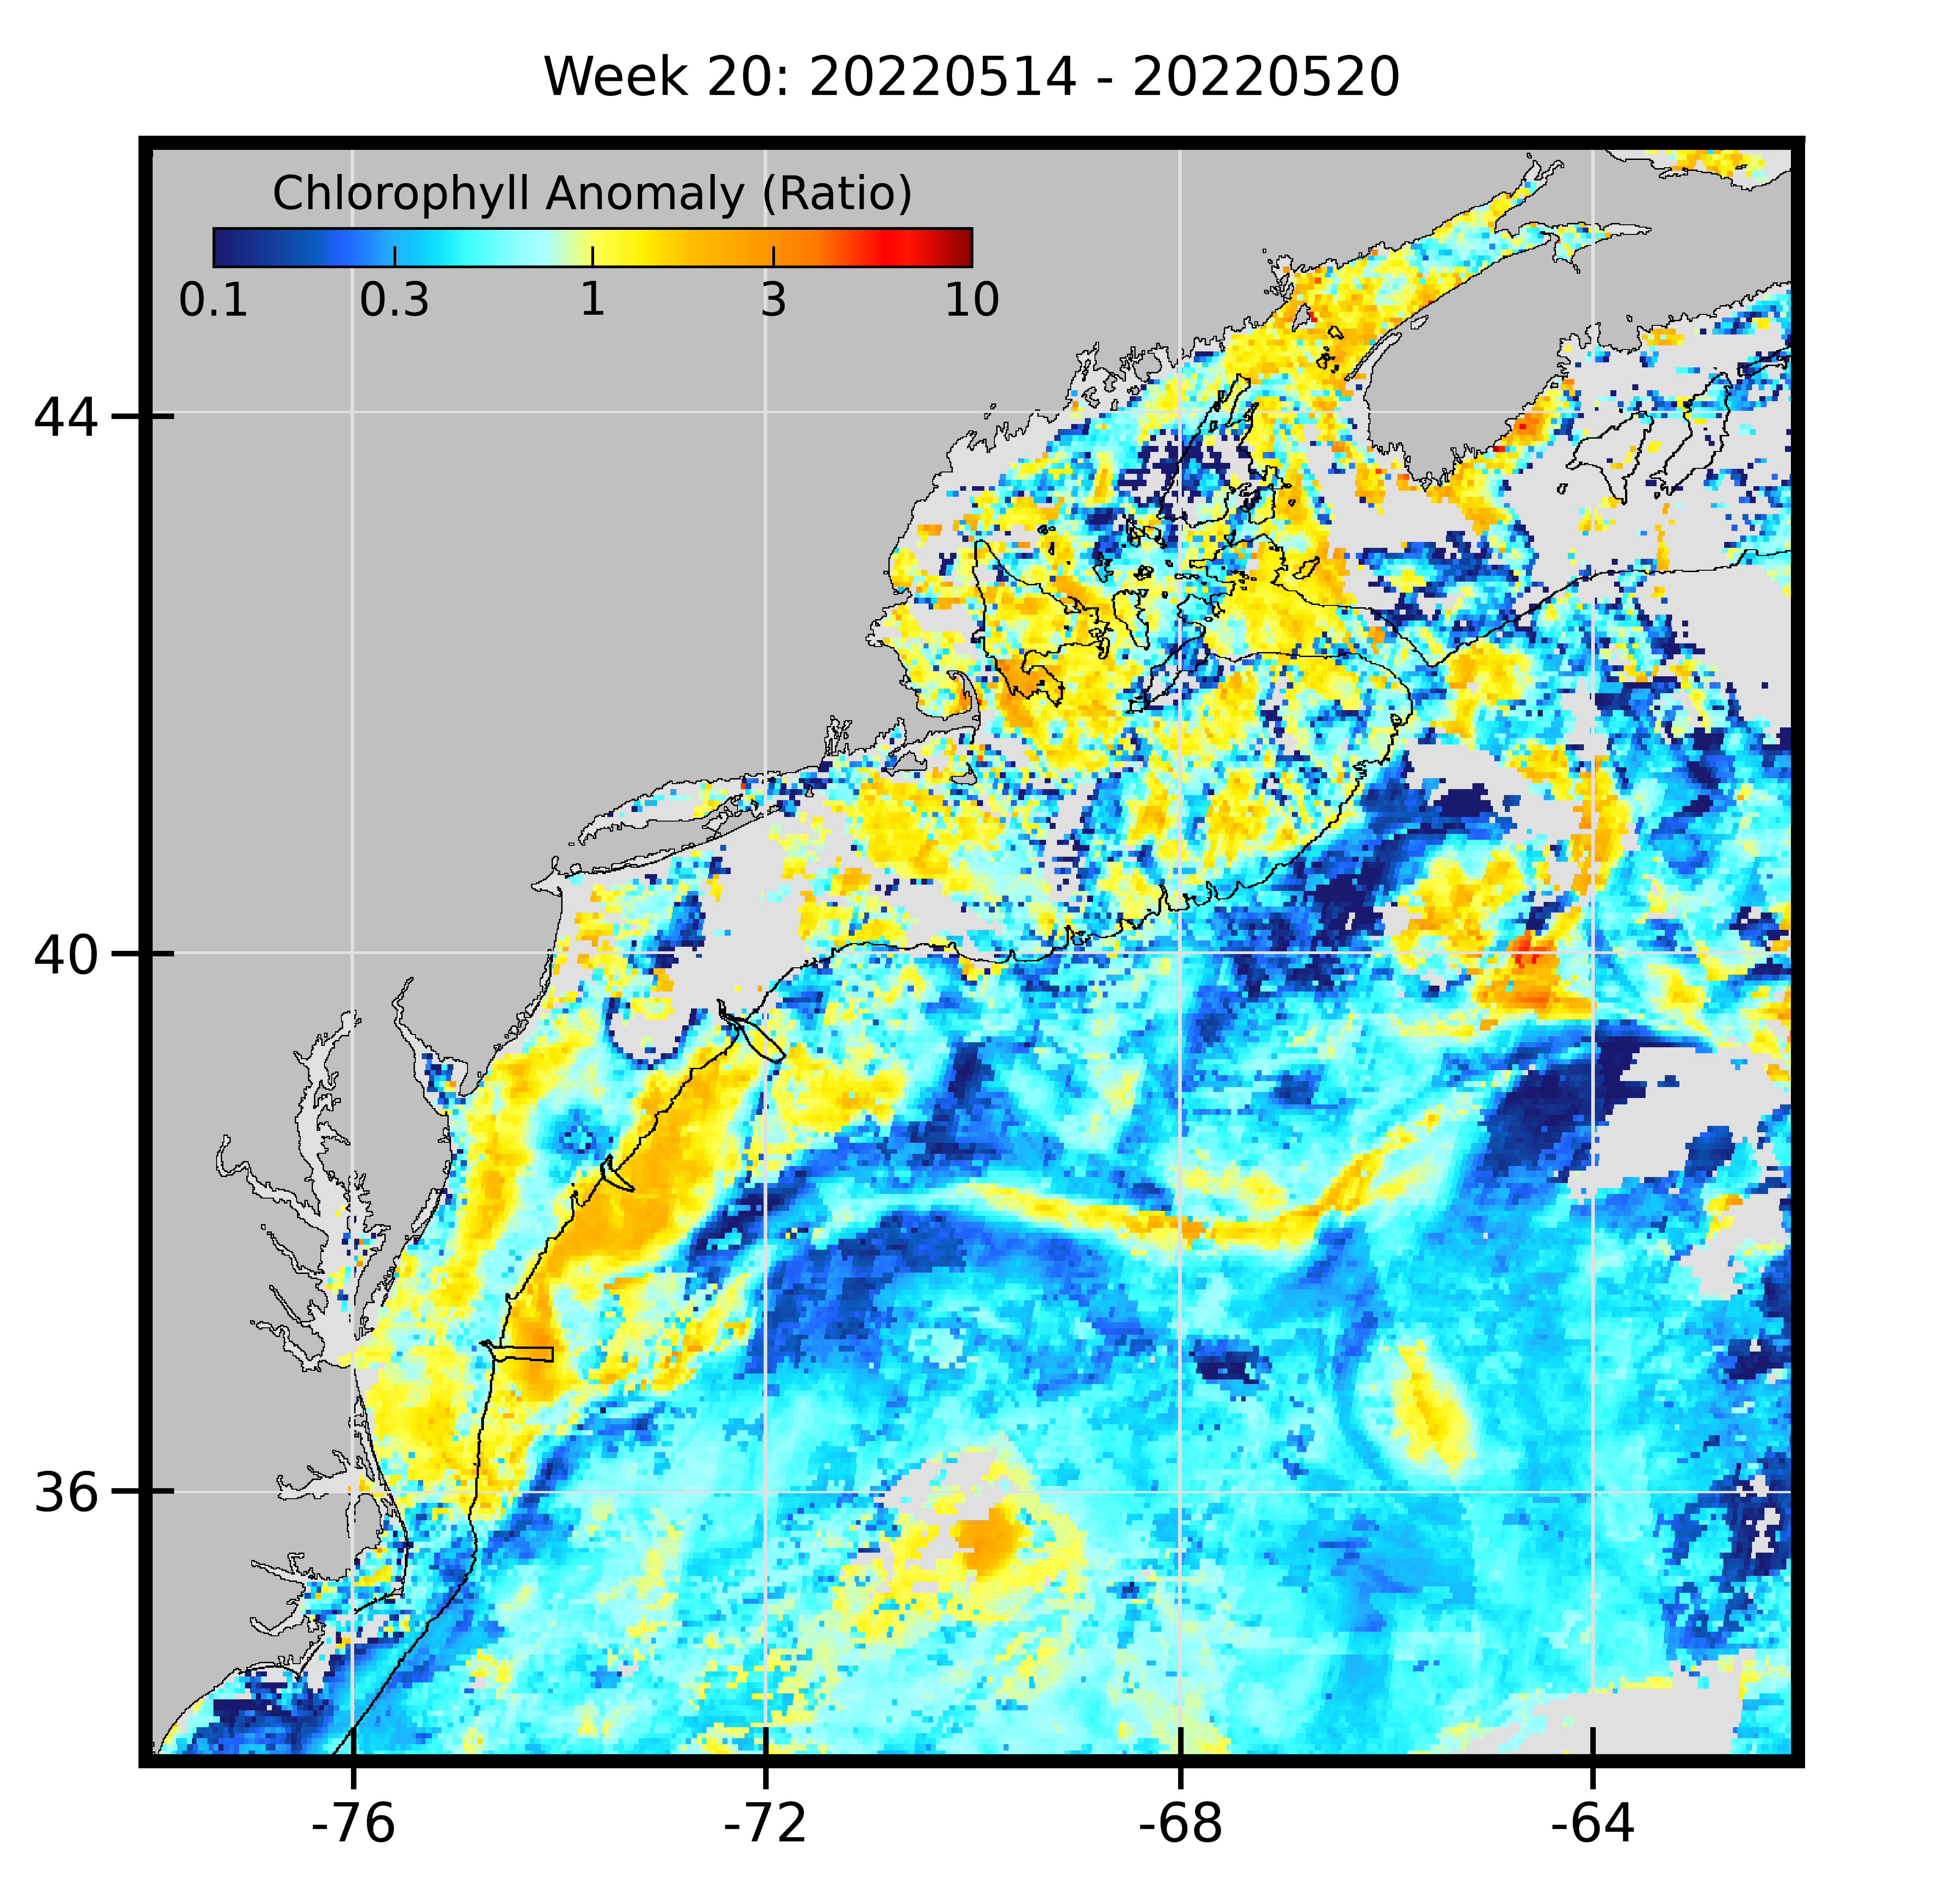 Week 20: 20220514 - 20220520
Chlorophyll Anomaly (Ratio)
0.1 0.3 1 3 10
44
40
36
-76 -72 -68 -64